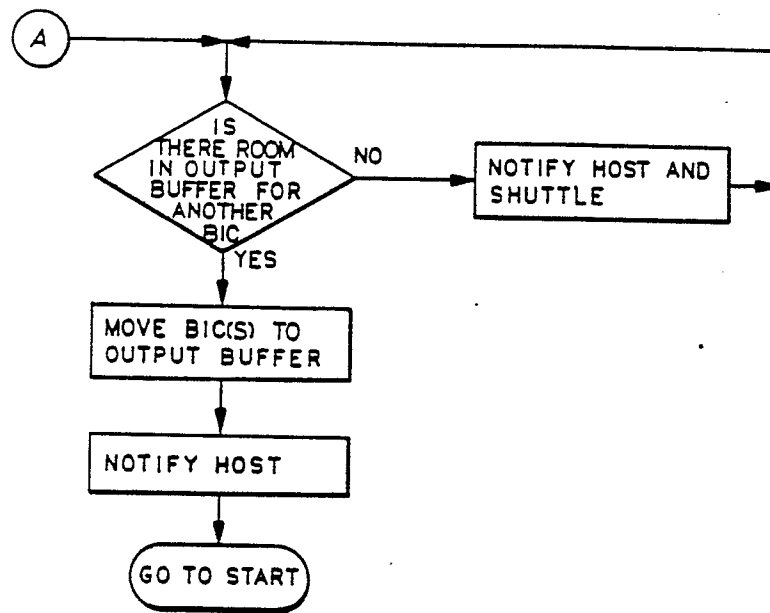 A
IS
THERE ROOM
IN OUTPUT
BUFFER FOR
ANOTHER
BIC
NO
NOTIFY HOST AND
SHUTTLE
YES
MOVE BIC(S) TO
OUTPUT BUFFER
NOTIFY HOST
GO TO START